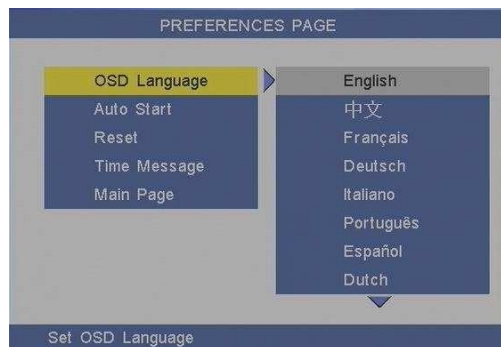 PREFERENCES PAGE
OSD Language
Auto Start
Reset
Time Message
Main Page
English
中文
Français
Deutsch
Italiano
Português
Español
Dutch
Set OSD Language